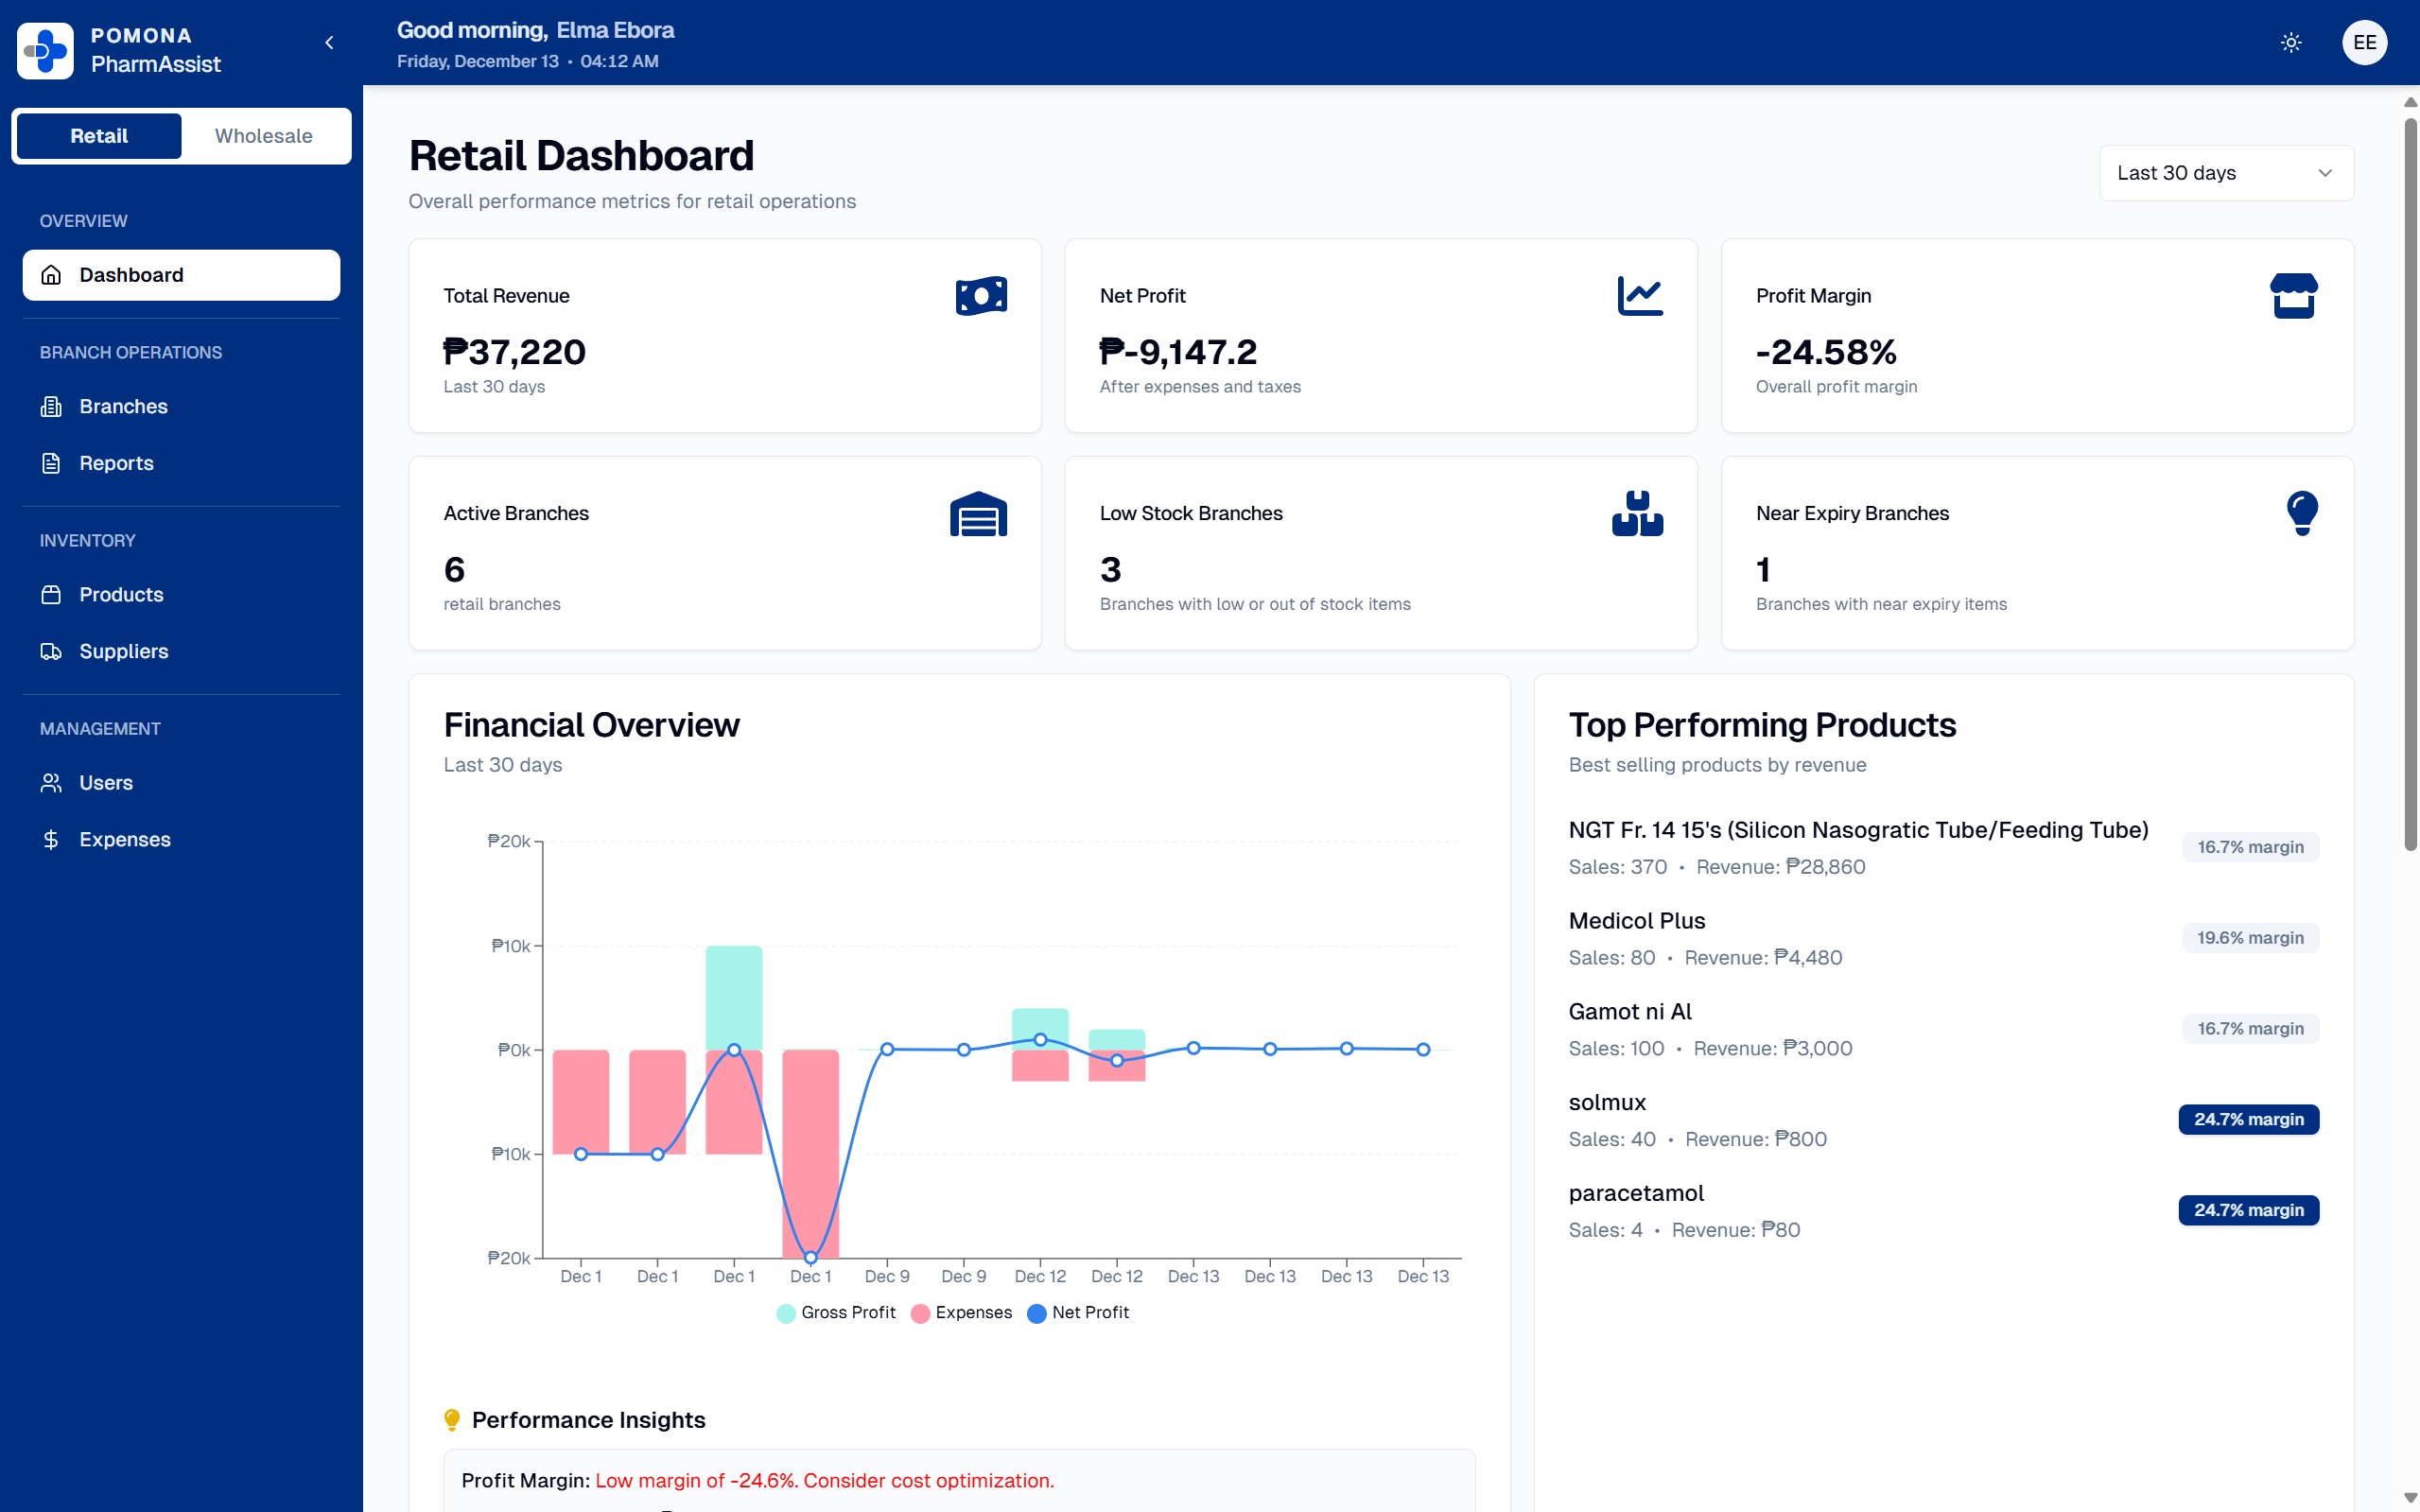 POMONA
PharmAssist
Good morning, Elma Ebora
Friday, December 13 • 04:12 AM
EE
Retail
Wholesale
OVERVIEW
Dashboard
BRANCH OPERATIONS
Branches
Reports
INVENTORY
Products
Suppliers
MANAGEMENT
Users
Expenses
Retail Dashboard
Overall performance metrics for retail operations
Last 30 days
Total Revenue
₱37,220
Last 30 days
Net Profit
₱-9,147.2
After expenses and taxes
Profit Margin
-24.58%
Overall profit margin
Active Branches
6
retail branches
Low Stock Branches
3
Branches with low or out of stock items
Near Expiry Branches
1
Branches with near expiry items
Financial Overview
Last 30 days
₱20k
₱10k
₱0k
₱10k
₱20k
Dec 1 Dec 1 Dec 1 Dec 1 Dec 9 Dec 9 Dec 12 Dec 12 Dec 13 Dec 13 Dec 13 Dec 13
Gross Profit Expenses Net Profit
Performance Insights
Profit Margin: Low margin of -24.6%. Consider cost optimization.
Top Performing Products
Best selling products by revenue
NGT Fr. 14 15's (Silicon Nasogratic Tube/Feeding Tube)
Sales: 370 • Revenue: ₱28,860
16.7% margin
Medicol Plus
Sales: 80 • Revenue: ₱4,480
19.6% margin
Gamot ni Al
Sales: 100 • Revenue: ₱3,000
16.7% margin
solmux
Sales: 40 • Revenue: ₱800
24.7% margin
paracetamol
Sales: 4 • Revenue: ₱80
24.7% margin